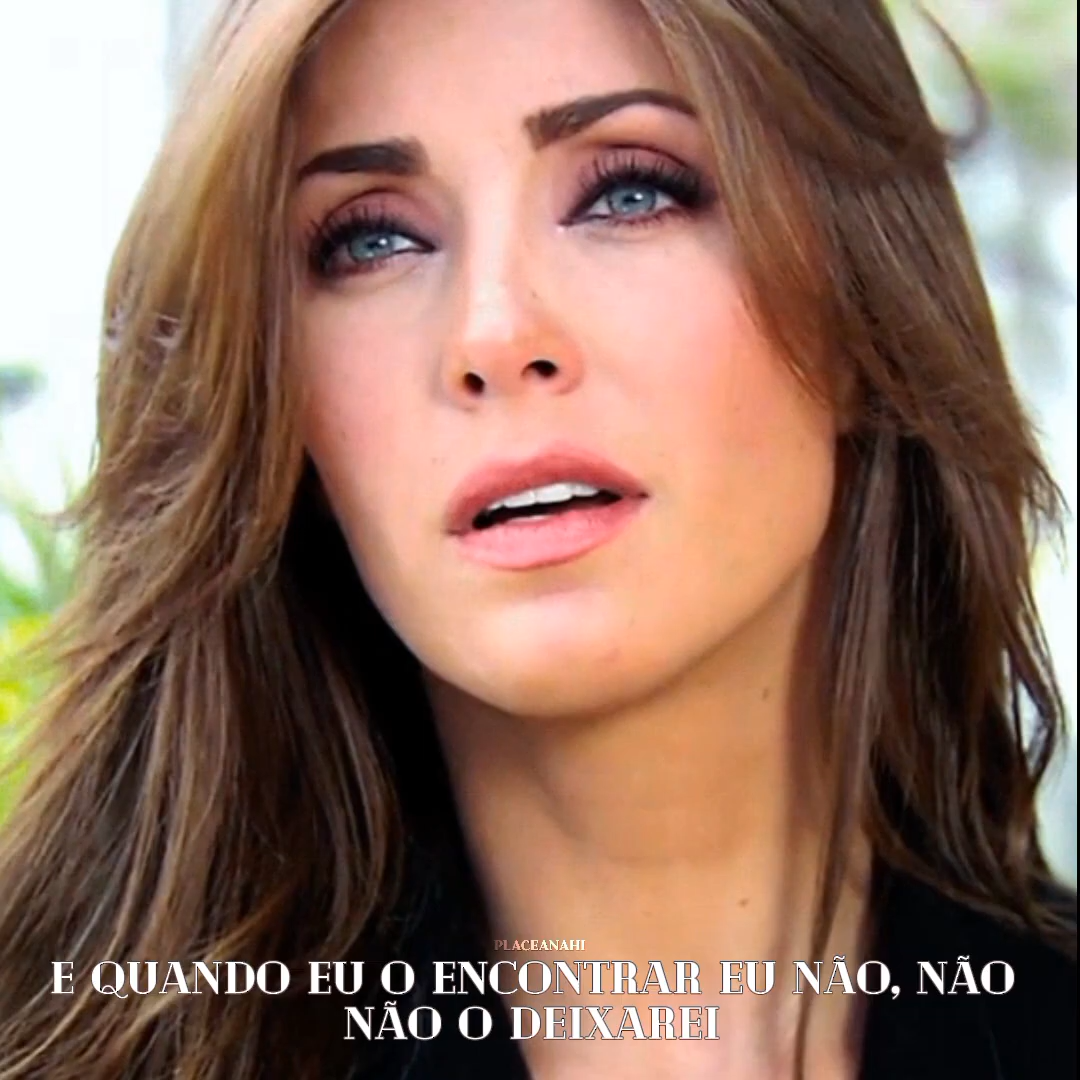 PLACEANAHI
E QUANDO EU O ENCONTRAR EU NÃO, NÃO
NÃO O DEIXAREI